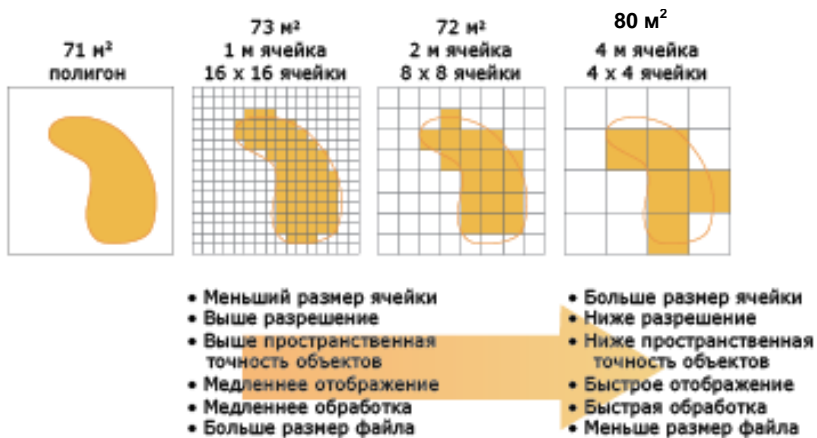 71 м²
полигон
73 м²
1 м ячейка
16 x 16 ячейки
72 м²
2 м ячейка
8 x 8 ячейки
80 м²
4 м ячейка
4 x 4 ячейки
• Меньший размер ячейки
• Выше разрешение
• Выше пространственная
точность объектов
• Медленнее отображение
• Медленнее обработка
• Больше размер файла
• Больше размер ячейки
• Ниже разрешение
• Ниже пространственная
точность объектов
• Быстрое отображение
• Быстрая обработка
• Меньше размер файла